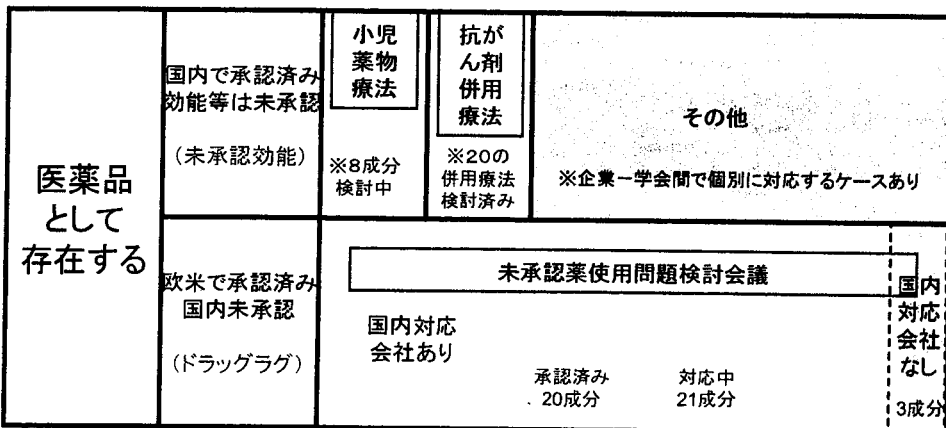 医薬品
として
存在する
国内で承認済み
効能等は未承認
(未承認効能)
小児
薬物
療法
※8成分
検討中
抗が
ん剤
併用
療法
※20の
併用療法
検討済み
その他
※企業ー学会間で個別に対応するケースあり
欧米で承認済み
国内未承認
(ドラッグラグ)
未承認薬使用問題検討会議
国内対応
会社あり
承認済み
20成分
対応中
21成分
国内
対応
会社
なし
3成分